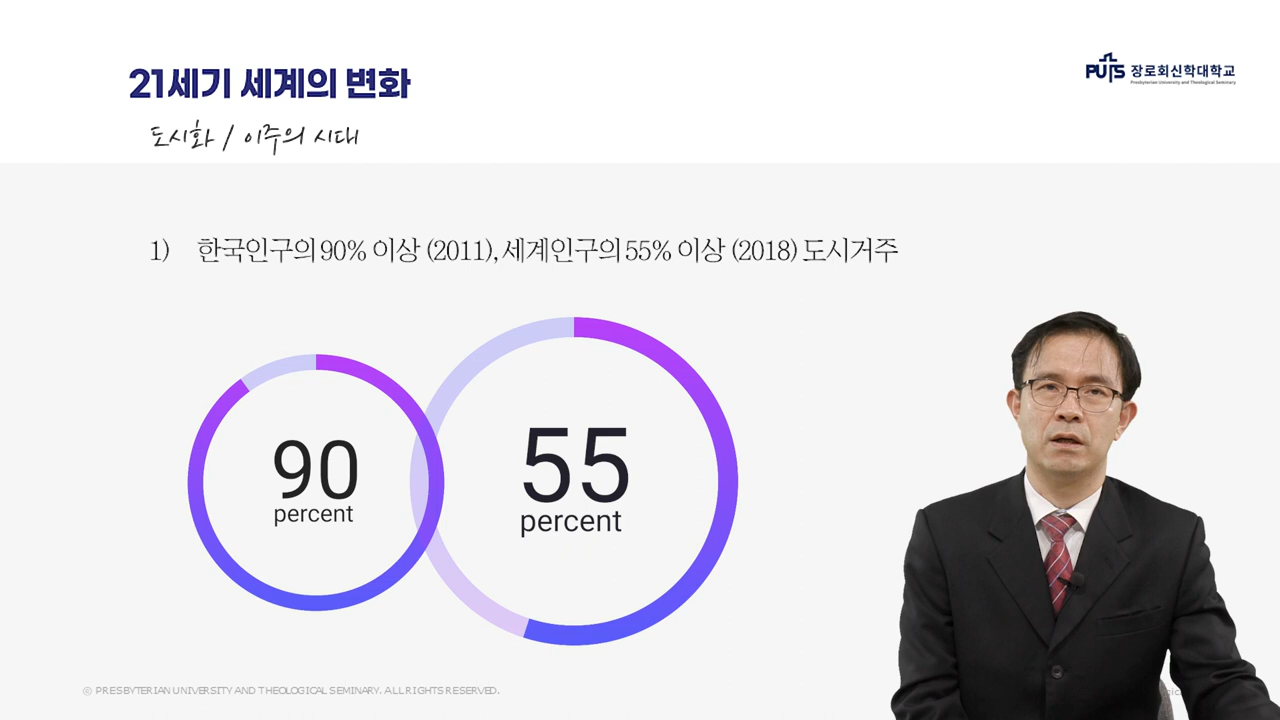 21세기 세계의 변화
도시화 / 이주의 시대
PUTS 장로회신학대학교
Presbyterian University and Theological Seminary
1) 한국인구의 90% 이상 (2011), 세계인구의 55% 이상 (2018) 도시거주
90
percent
55
percent
© PRESBYTERIAN UNIVERSITY AND THEOLOGICAL SEMINARY. ALL RIGHTS RESERVED.